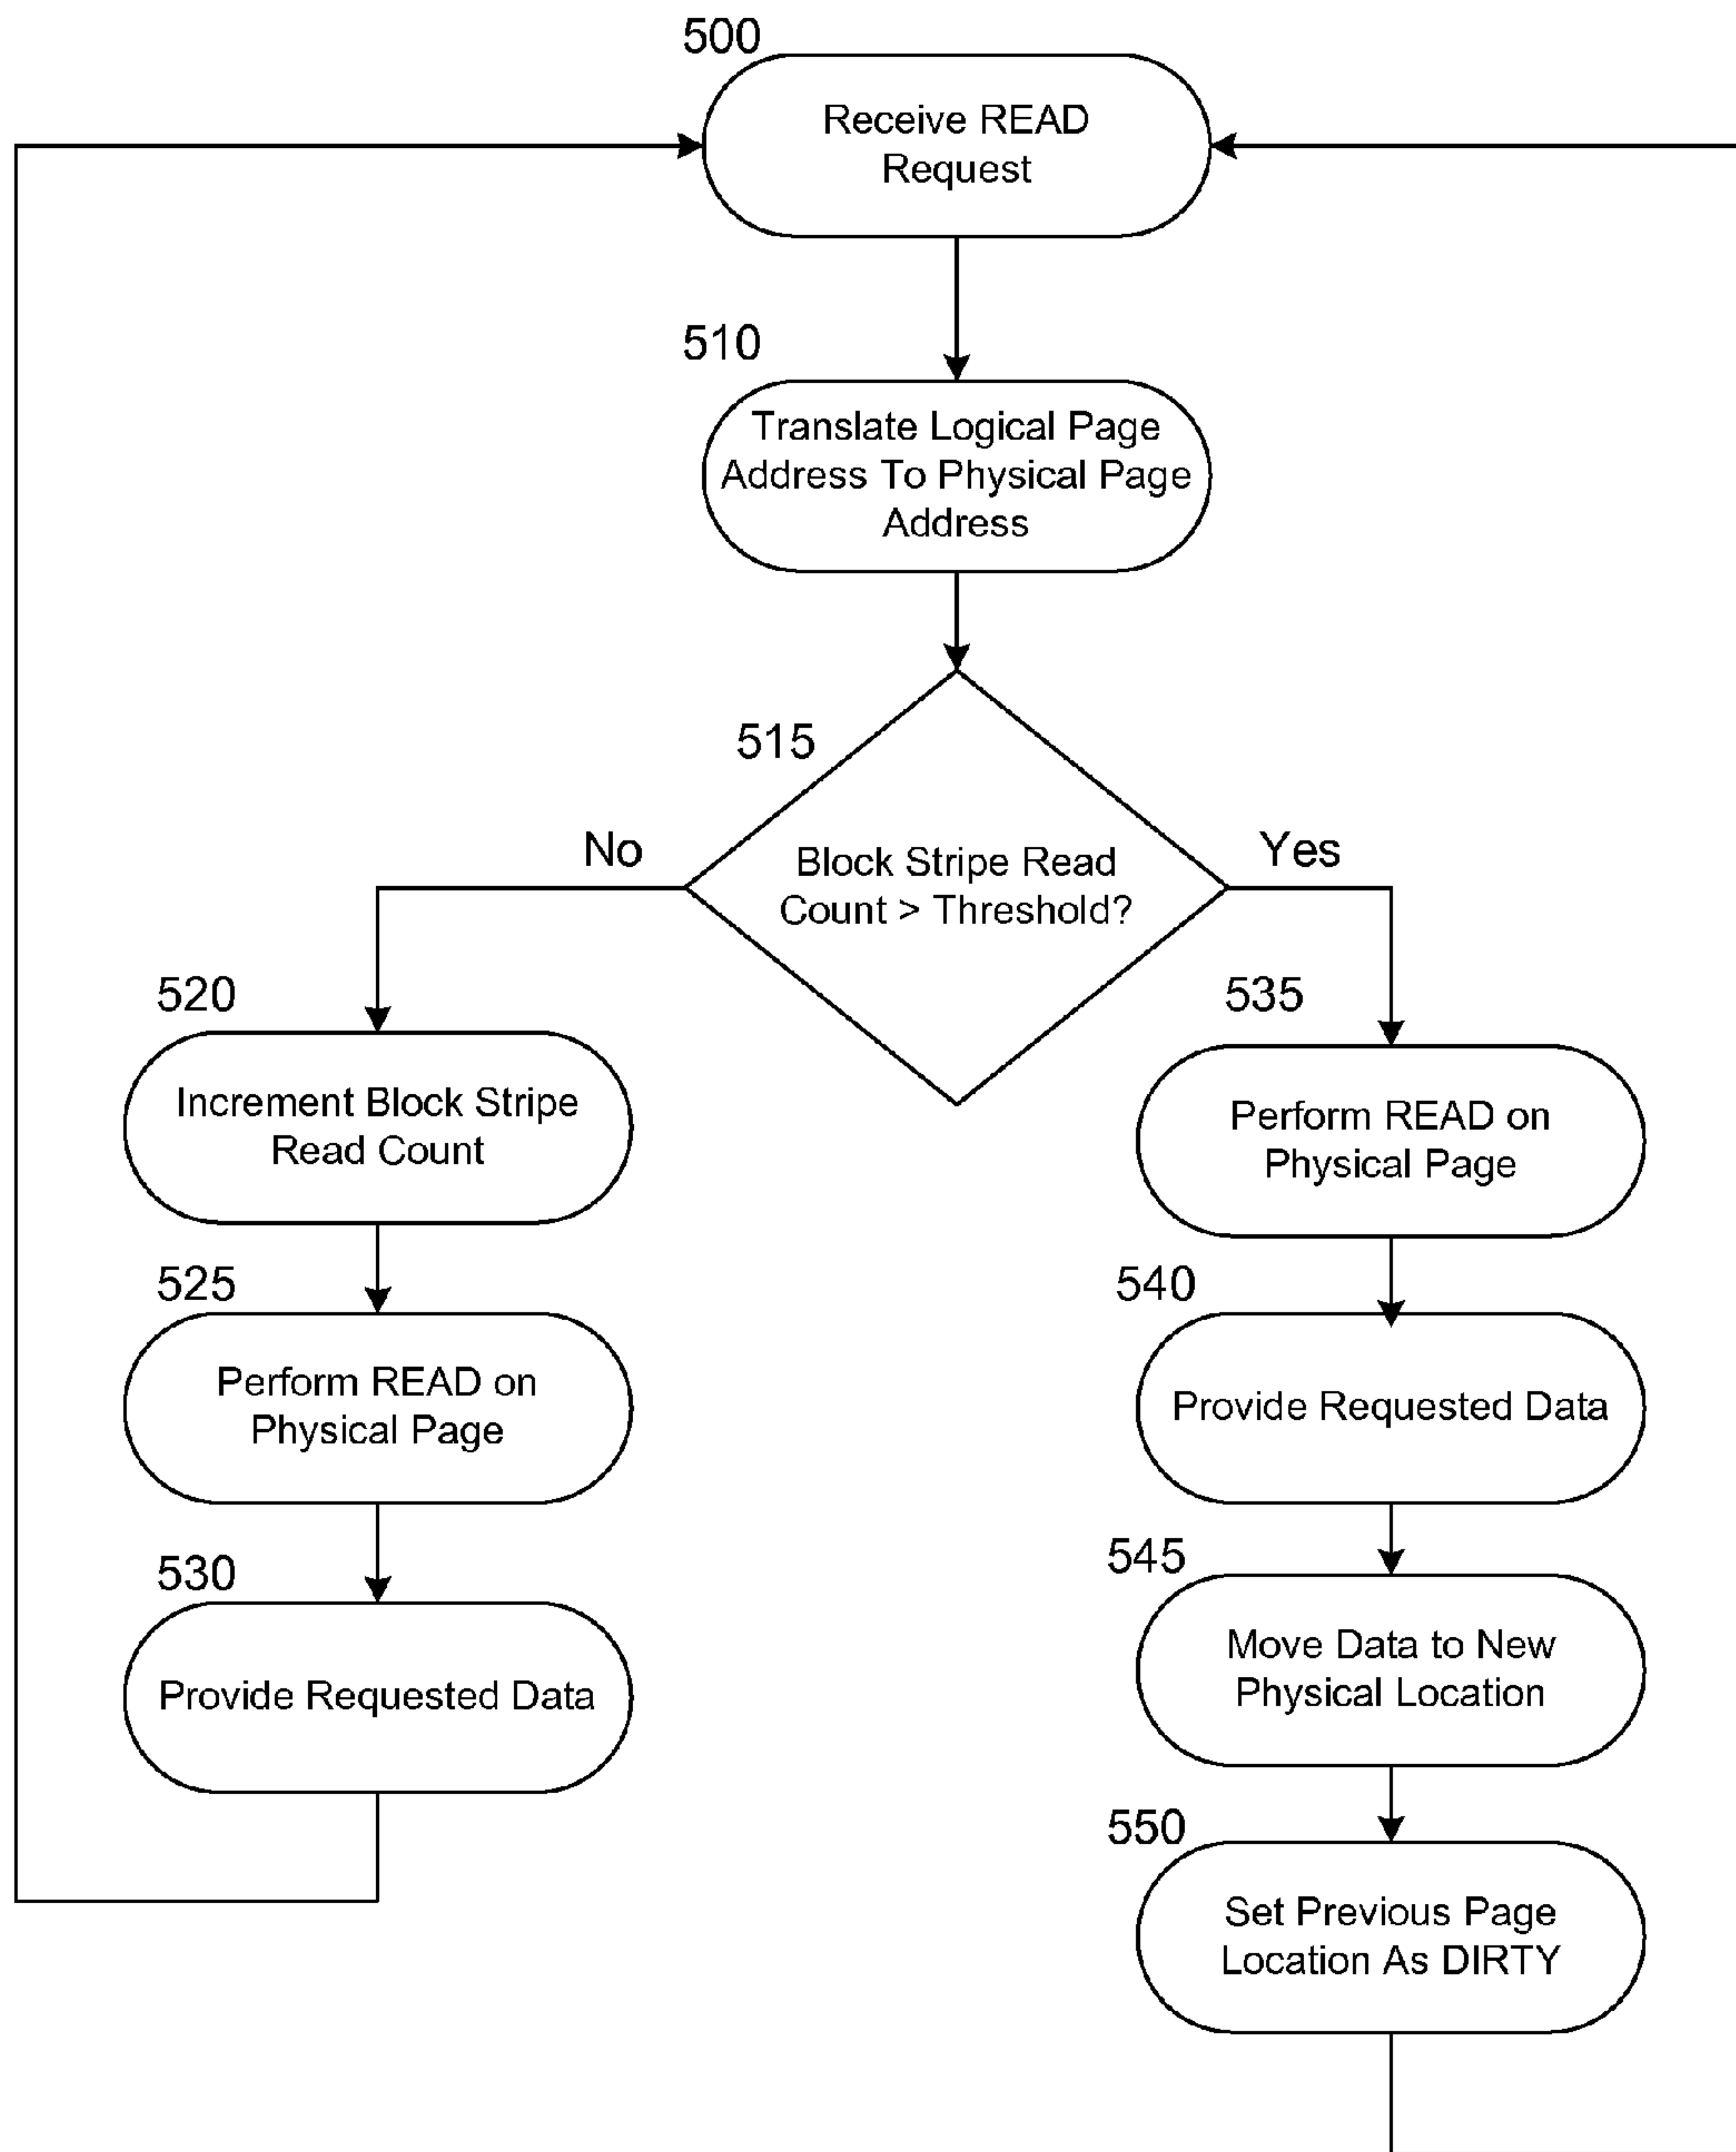 500
Receive READ
Request
510
Translate Logical Page
Address To Physical Page
Address
515
Block Stripe Read
Count > Threshold?
No
Yes
520
Increment Block Stripe
Read Count
525
Perform READ on
Physical Page
530
Provide Requested Data
535
Perform READ on
Physical Page
540
Provide Requested Data
545
Move Data to New
Physical Location
550
Set Previous Page
Location As DIRTY